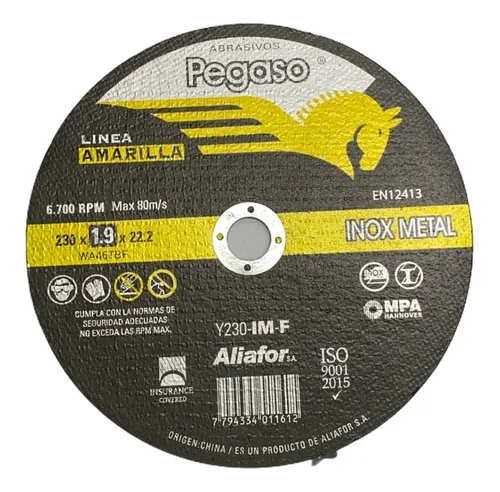 ABRASIVOS
Pegaso®
LINEA
AMARILLA
EN12413
6.700 RPM Max 80m/s
230 x 1.9 x 22.2
INOX METAL
WA46TBF
INOX
CUMPLA CON LA NORMAS DE
SEGURIDAD ADECUADAS
NO EXCEDA LAS RPM MAX.
MPA
HANNOVER
Y230-IM-F
Aliafor S.A.
ISO
9001
2015
INSURANCE
COVERED
7 794334 011612
ORIGEN:CHINA / ES UN PRODUCTO DE ALIAFOR S.A.